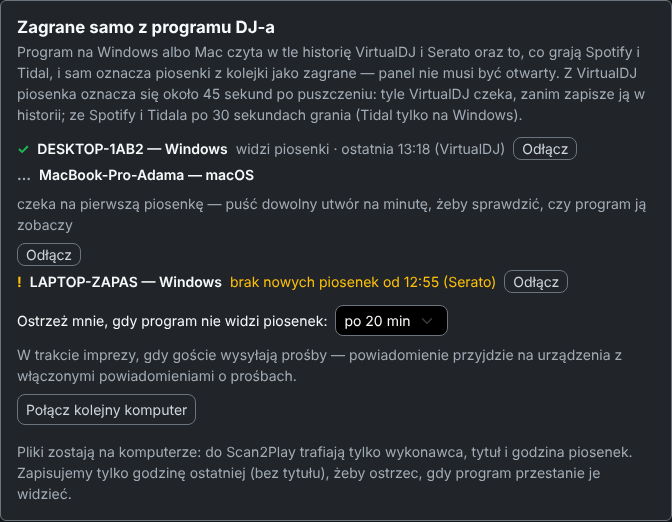 Zagrane samo z programu DJ-a
Program na Windows albo Mac czyta w tle historię VirtualDJ i Serato oraz to, co grają Spotify i
Tidal, i sam oznacza piosenki z kolejki jako zagrane — panel nie musi być otwarty. Z VirtualDJ
piosenka oznacza się około 45 sekund po puszczeniu: tyle VirtualDJ czeka, zanim zapisze ją w
historii; ze Spotify i Tidala po 30 sekundach grania (Tidal tylko na Windows).
✓ DESKTOP-1AB2 — Windows widzi piosenki · ostatnia 13:18 (VirtualDJ) Odłącz
... MacBook-Pro-Adama — macOS
czeka na pierwszą piosenkę — puść dowolny utwór na minutę, żeby sprawdzić, czy program ją
zobaczy
Odłącz
! LAPTOP-ZAPAS — Windows brak nowych piosenek od 12:55 (Serato) Odłącz
Ostrzeż mnie, gdy program nie widzi piosenek: po 20 min
W trakcie imprezy, gdy goście wysyłają prośby — powiadomienie przyjdzie na urządzenia z
włączonymi powiadomieniami o prośbach.
Połącz kolejny komputer
Pliki zostają na komputerze: do Scan2Play trafiają tylko wykonawca, tytuł i godzina piosenek.
Zapisujemy tylko godzinę ostatniej (bez tytułu), żeby ostrzec, gdy program przestanie je
widzieć.